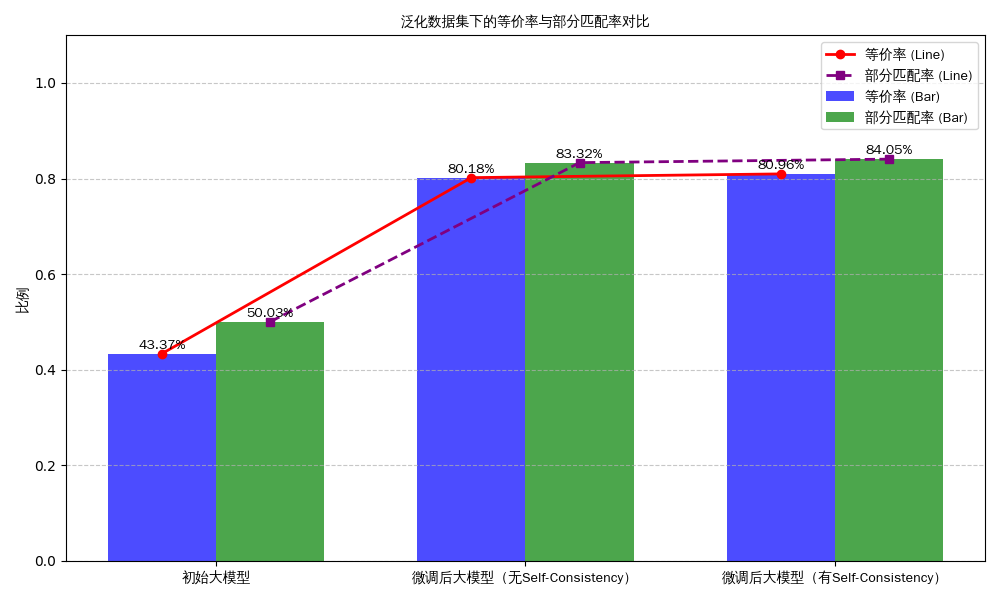 泛化数据集下的等价率与部分匹配率对比
等价率 (Line)
部分匹配率 (Line)
等价率 (Bar)
部分匹配率 (Bar)
比例
1.0
0.8
0.6
0.4
0.2
0.0
43.37%
50.03%
80.18%
83.32%
80.96%
84.05%
初始大模型
微调后大模型（无Self-Consistency）
微调后大模型（有Self-Consistency）